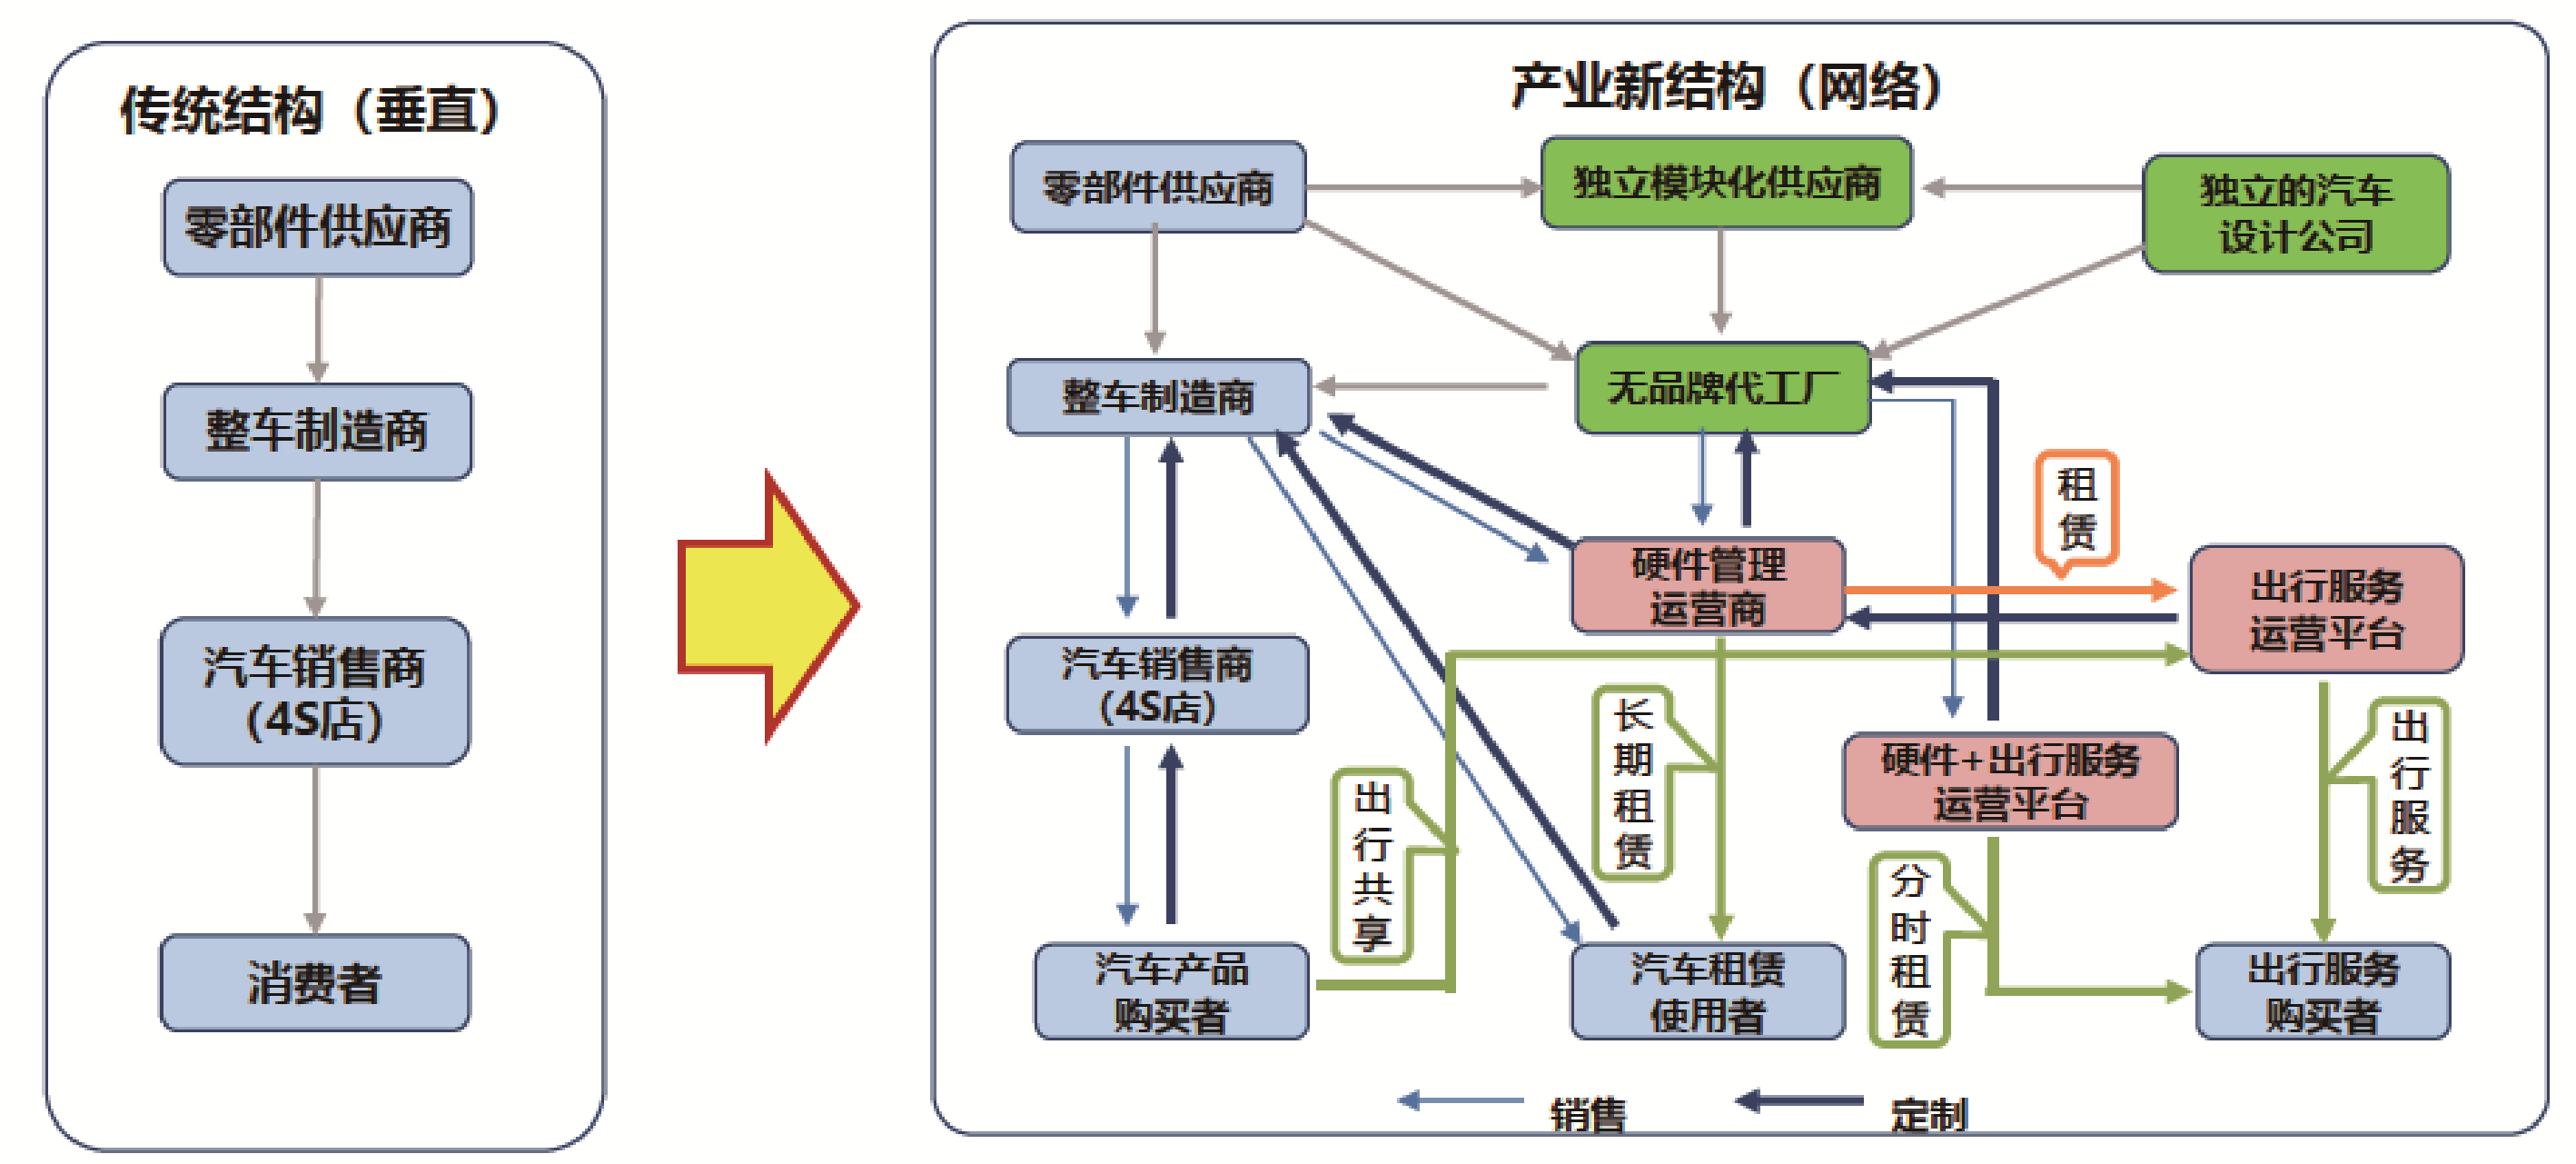 传统结构（垂直）
零部件供应商
整车制造商
汽车销售商
（4S店）
消费者
产业新结构（网络）
零部件供应商
独立模块化供应商
独立的汽车
设计公司
整车制造商
无品牌代工厂
租
赁
硬件管理
运营商
出行服务
运营平台
汽车销售商
（4S店）
长
期
租
赁
出
行
服
务
硬件+出行服务
运营平台
出
行
共
享
分
时
租
赁
汽车产品
购买者
汽车租赁
使用者
出行服务
购买者
销售
定制